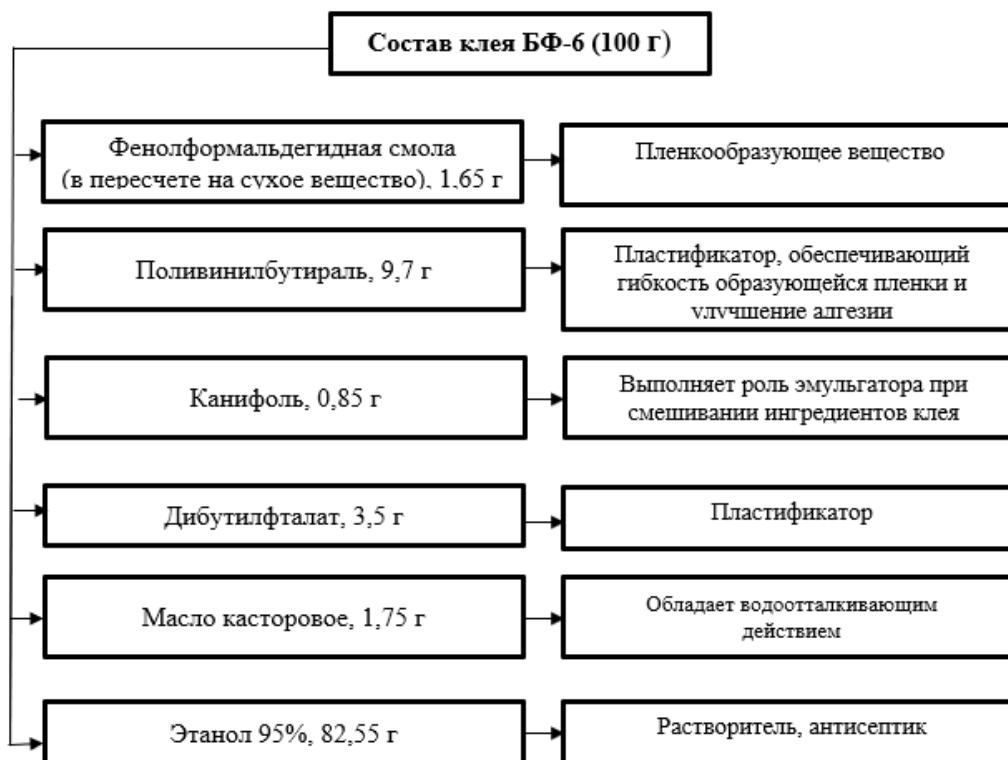 Состав клея БФ-6 (100 г)
Фенолформальдегидная смола
(в пересчете на сухое вещество), 1,65 г
Пленкообразующее вещество
Поливинилбутираль, 9,7 г
Пластификатор, обеспечивающий
гибкость образующейся пленки и
улучшение адгезии
Канифоль, 0,85 г
Выполняет роль эмульгатора при
смешивании ингредиентов клея
Дибутилфталат, 3,5 г
Пластификатор
Масло касторовое, 1,75 г
Обладает водоотталкивающим
действием
Этанол 95%, 82,55 г
Растворитель, антисептик